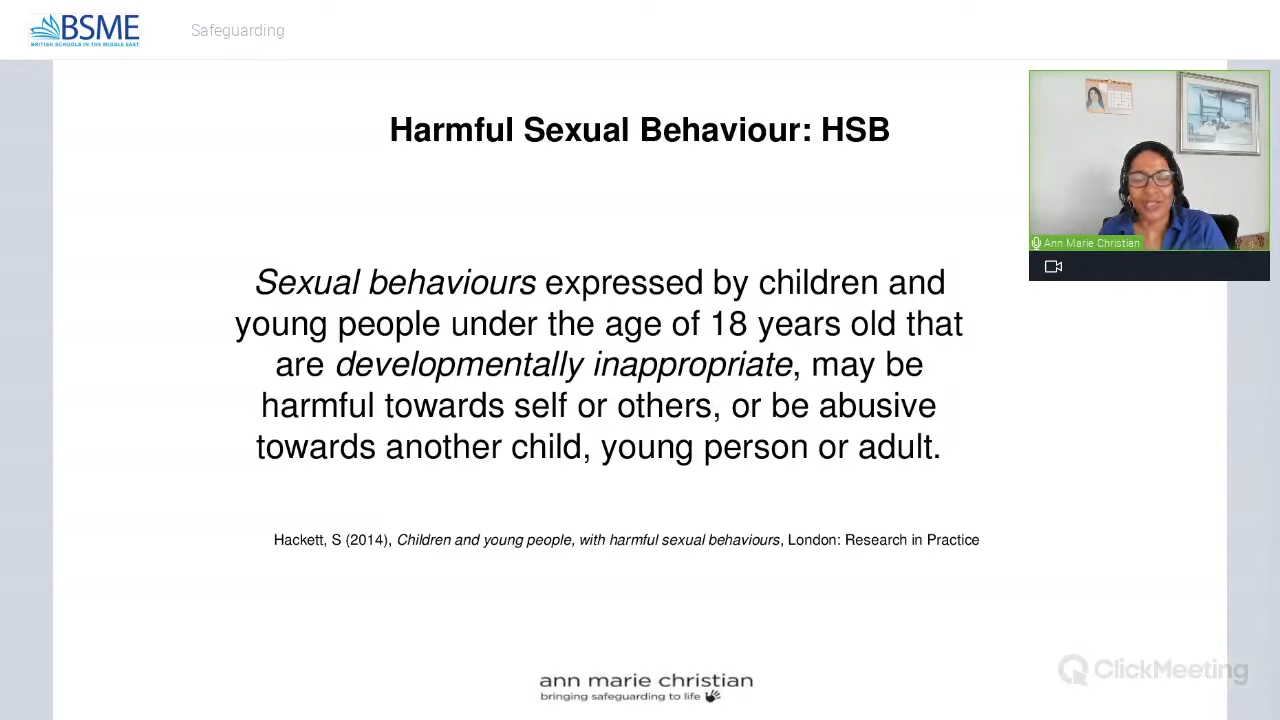 BSME
BRITISH SCHOOLS IN THE MIDDLE EAST
Safeguarding
Harmful Sexual Behaviour: HSB
Ann Marie Christian
Sexual behaviours expressed by children and
young people under the age of 18 years old that
are developmentally inappropriate, may be
harmful towards self or others, or be abusive
towards another child, young person or adult.
Hackett, S (2014), Children and young people, with harmful sexual behaviours, London: Research in Practice
ann marie christian
bringing safeguarding to life
ClickMeeting